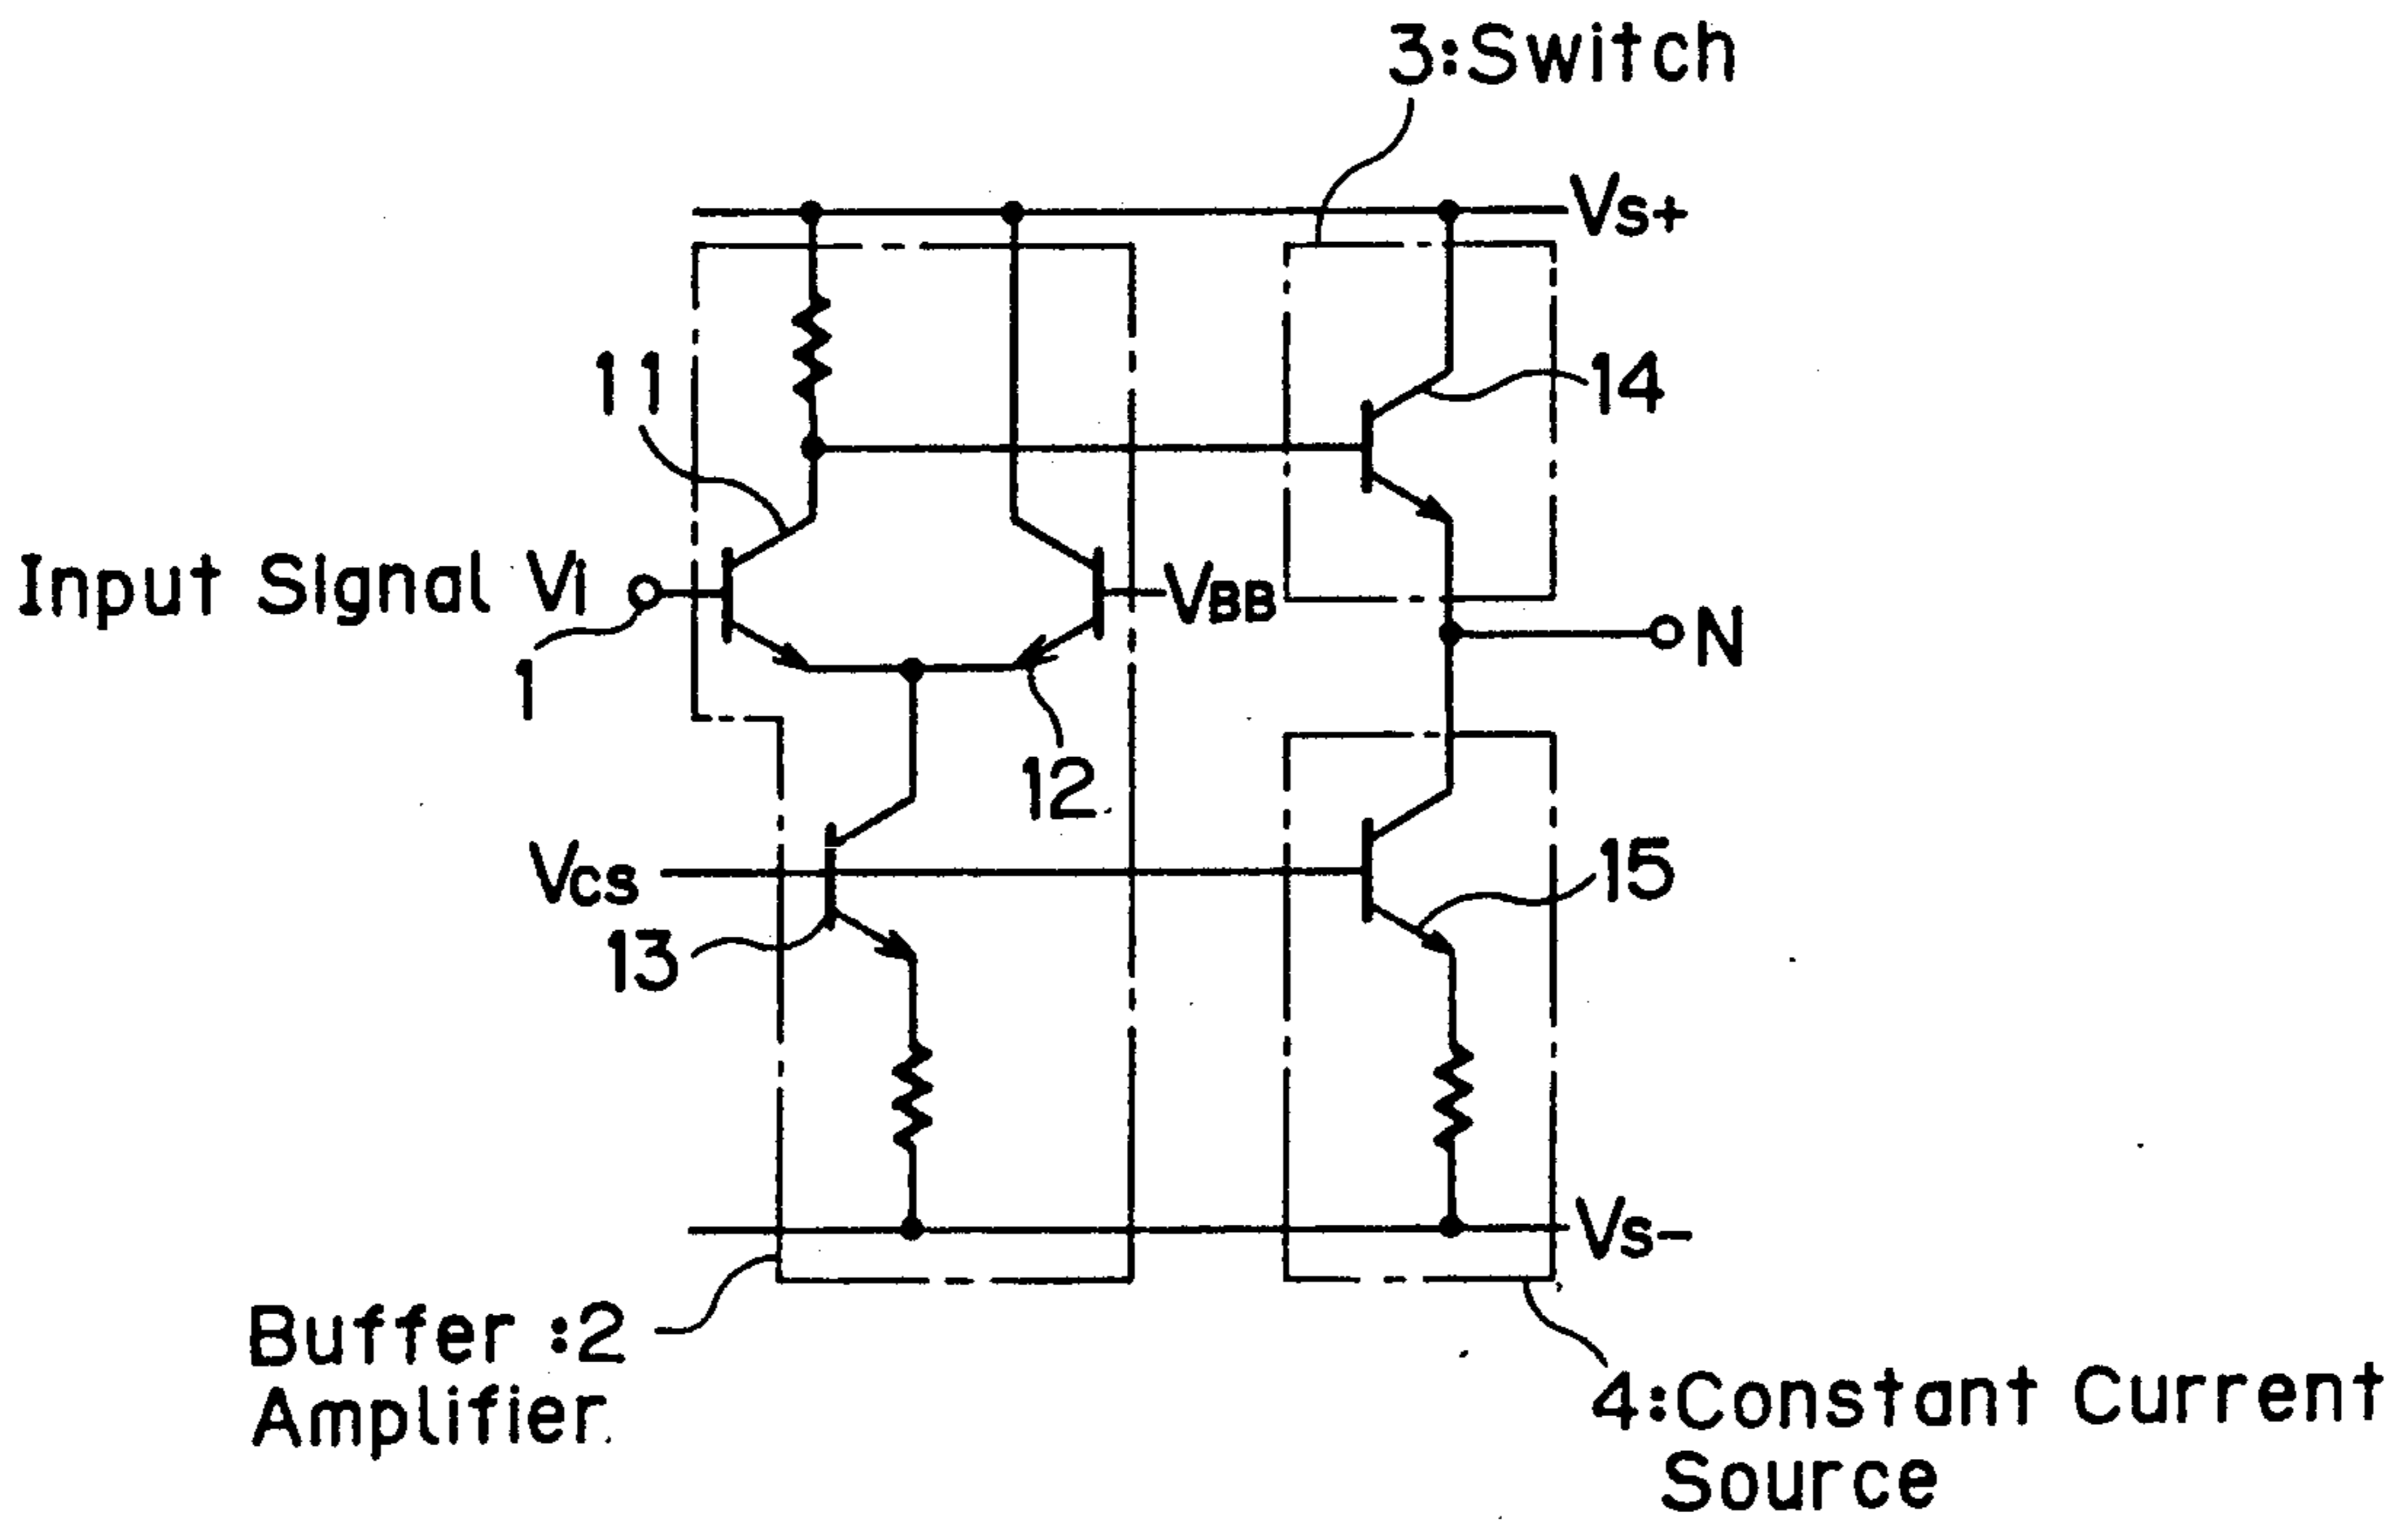 3:Switch
Vs+
11
14
Input Signal Vi
VBB
1
N
12
Vcs
15
13
Vs-
Buffer :2
Amplifier
4:Constant Current
Source